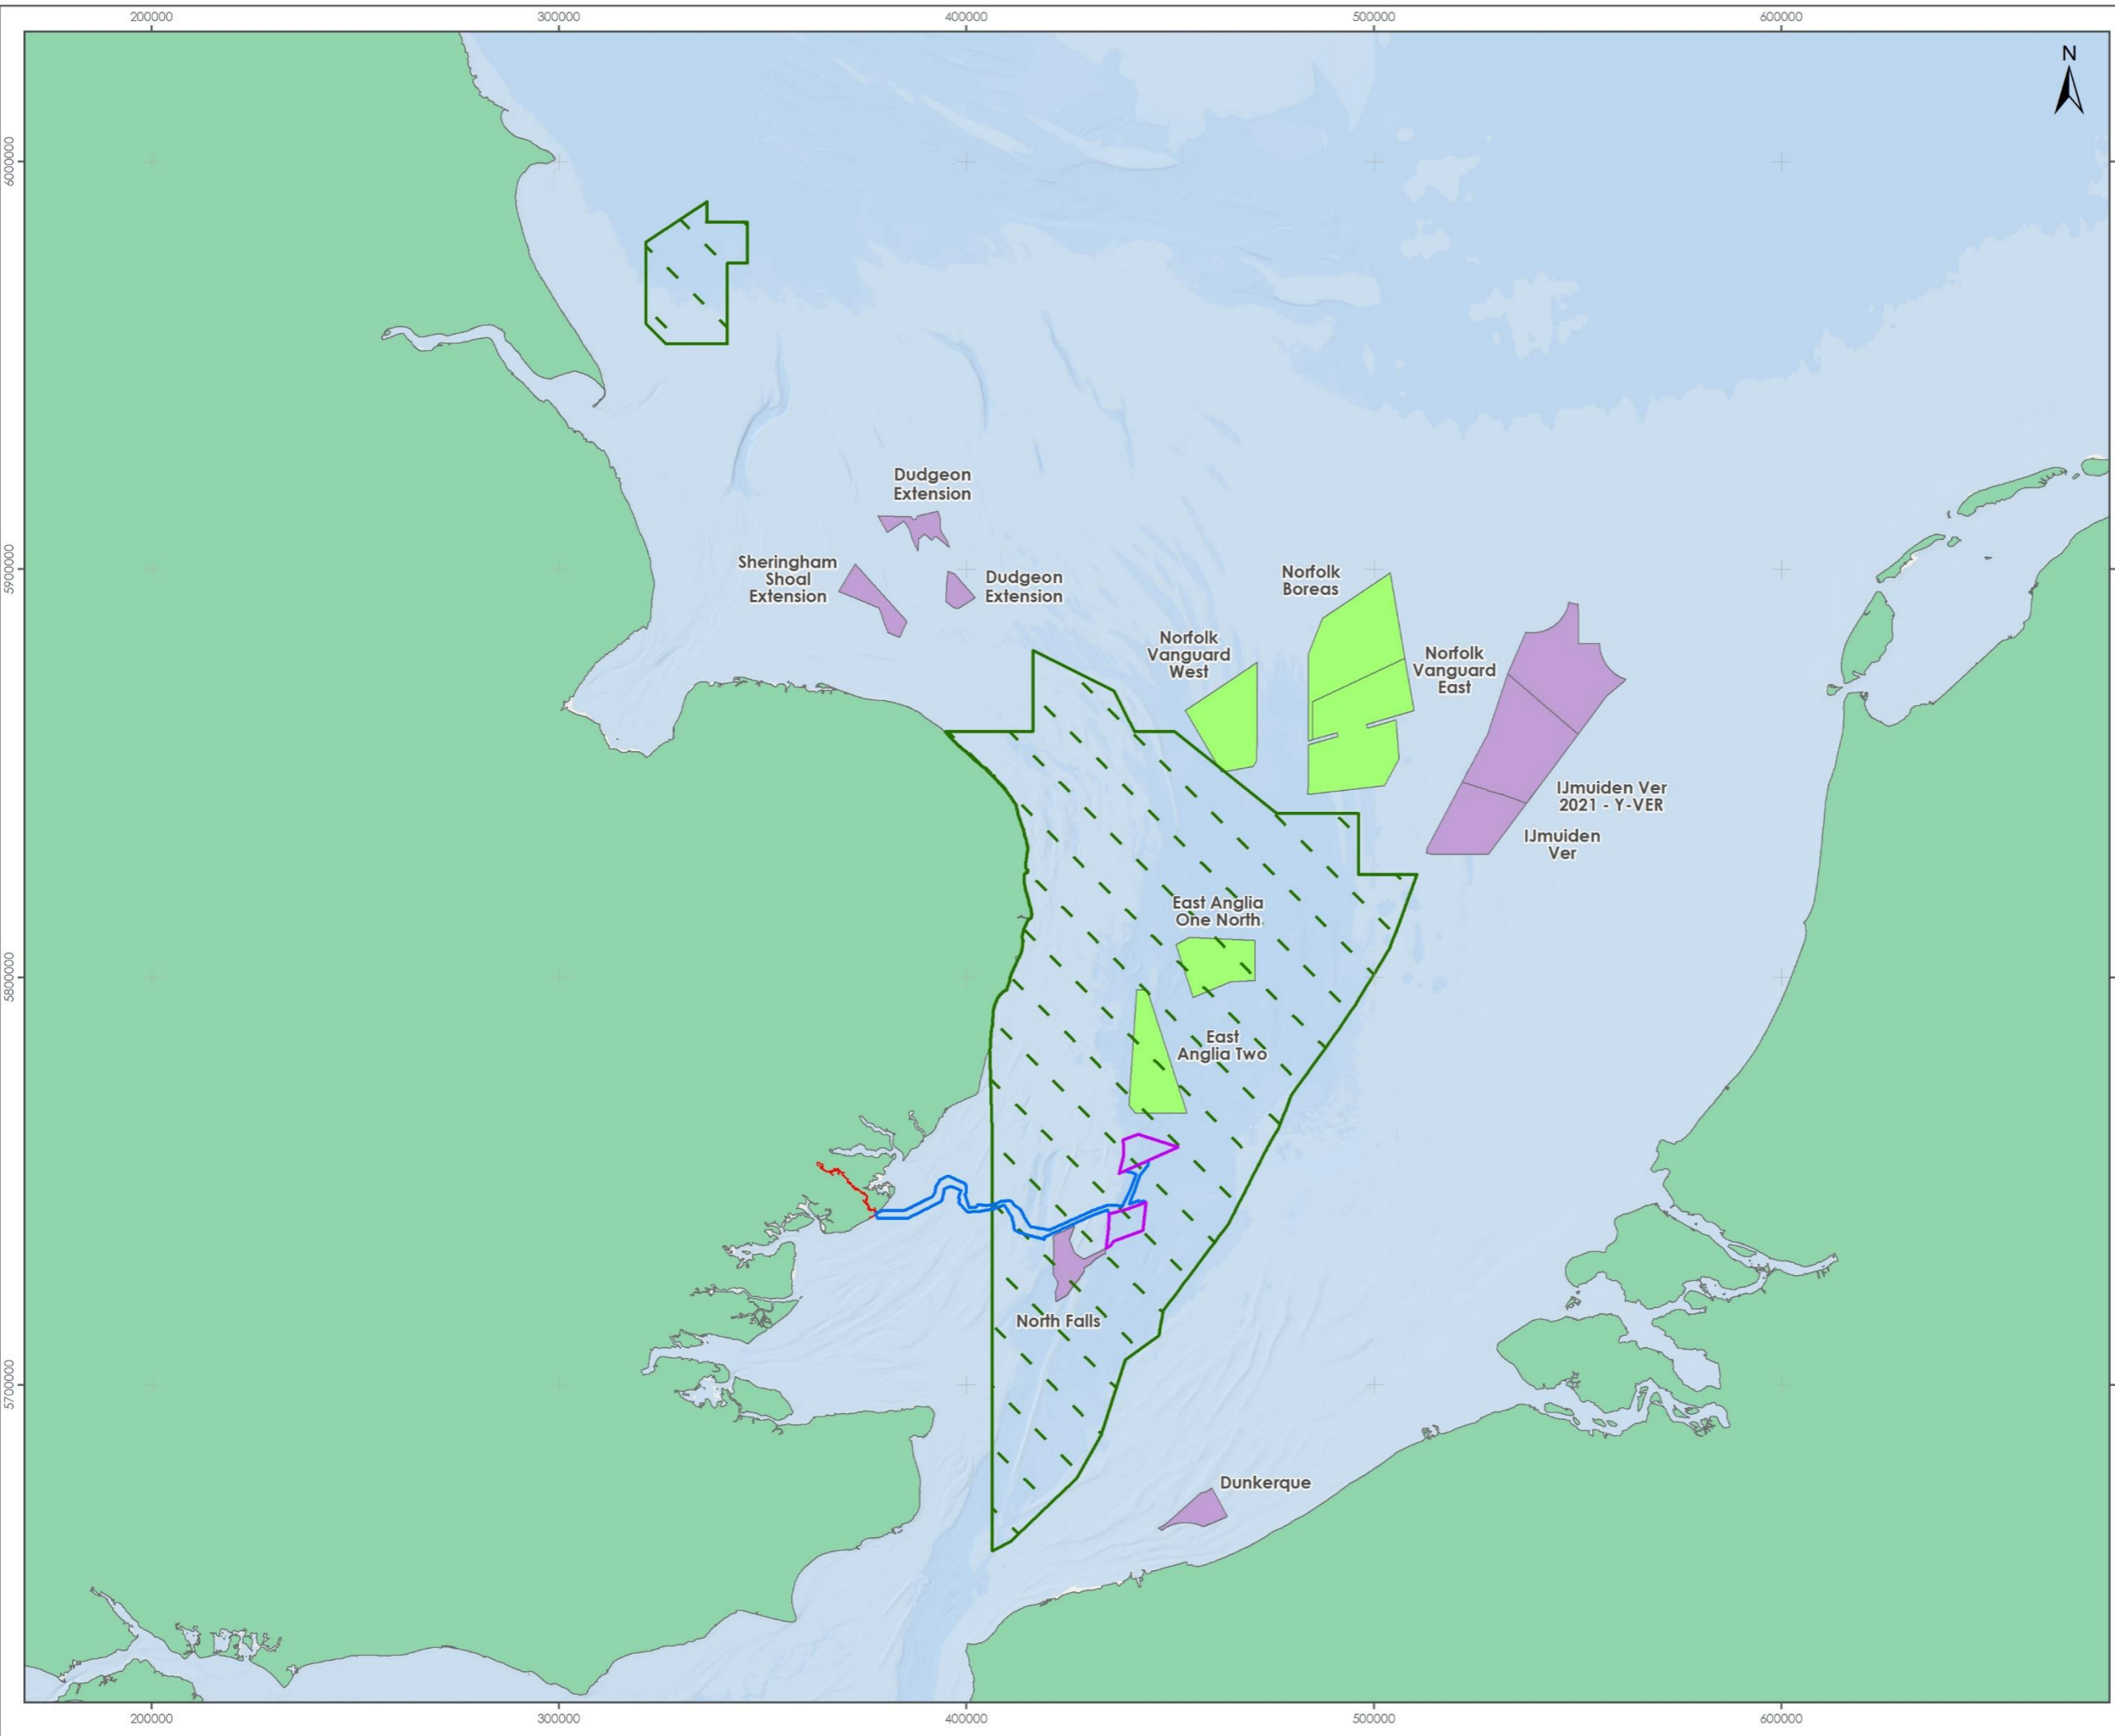 200000 300000 400000 500000 600000
N
6000000
Dudgeon
Extension
5900000
Sheringham
Shoal
Extension
Dudgeon
Extension
Norfolk
Boreas
Norfolk
Vanguard
West
Norfolk
Vanguard
East
IJmuiden Ver
2021 - Y-VER
IJmuiden
Ver
East Anglia
One North
5800000
East
Anglia Two
North Falls
5700000
Dunkerque
200000 300000 400000 500000 600000